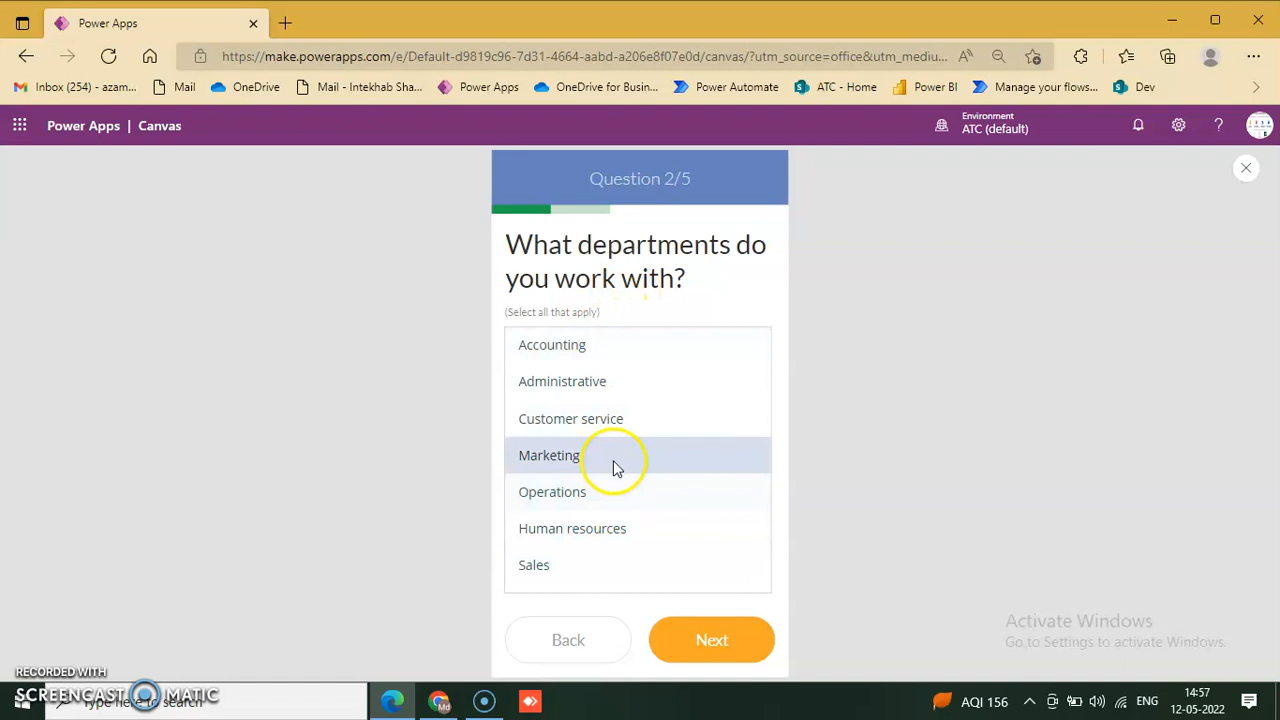 Power Apps
https://make.powerapps.com/e/Default-d9819c96-7d31-4664-aabd-a206e8f07e0d/canvas/?utm_source=office&utm_mediu...
Inbox (254) - azam...
Mail
OneDrive
Mail - Intekhab Sha...
Power Apps
OneDrive for Busin...
Power Automate
ATC - Home
Power BI
Manage your flows...
Dev
Power Apps | Canvas
Environment
ATC (default)
Question 2/5
What departments do
you work with?
(Select all that apply)
Accounting
Administrative
Customer service
Marketing
Operations
Human resources
Sales
Back
Next
Activate Windows
Go to Settings to activate Windows.
RECORDED WITH
SCREENCAST MATIC
Type here to search
AQI 156
ENG
14:57
12-05-2022